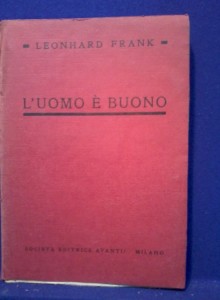 LEONHARD FRANK
L'UOMO È BUONO
SOCIETÀ EDITRICE AVANTI! - MILANO